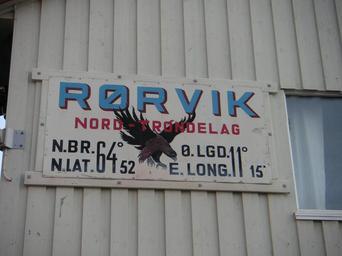 RØRVIK
NORD-TRØNDELAG
N.BR. 64° Ø.LGD. 11°
N.LAT. 52 E. LONG. 15'